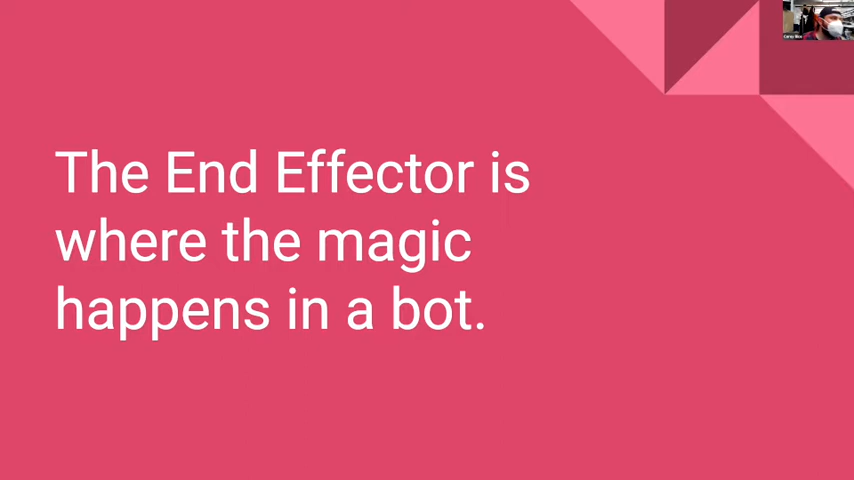 The End Effector is
where the magic
happens in a bot.